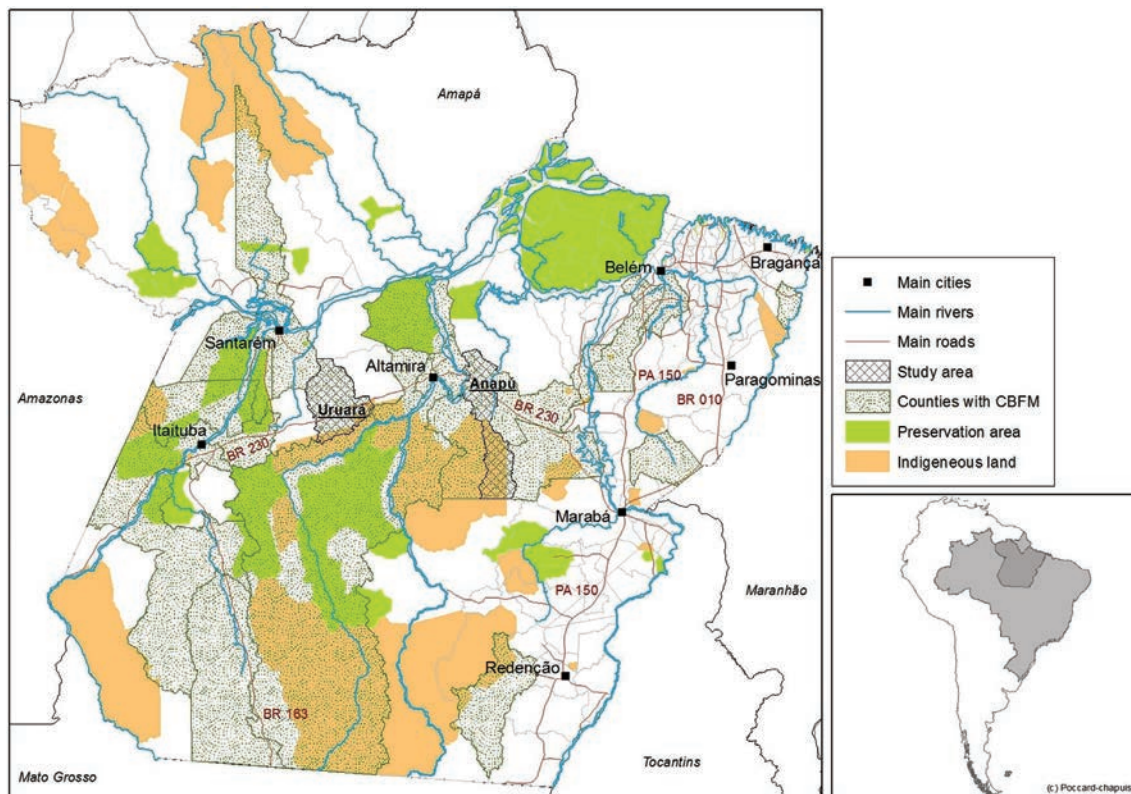 Amapá
Belém
Bragança
Santarém
Altamira
Anapú
Paragominas
PA 150
BR 010
Amazonas
Uruará
BR 230
Itaituba
BR 230
Marabá
PA 150
Maranhão
Redenção
BR 163
Mato Grosso
Tocantins
Main cities
Main rivers
Main roads
Study area
Counties with CBFM
Preservation area
Indigeneous land
(c) Poccard-chapuis